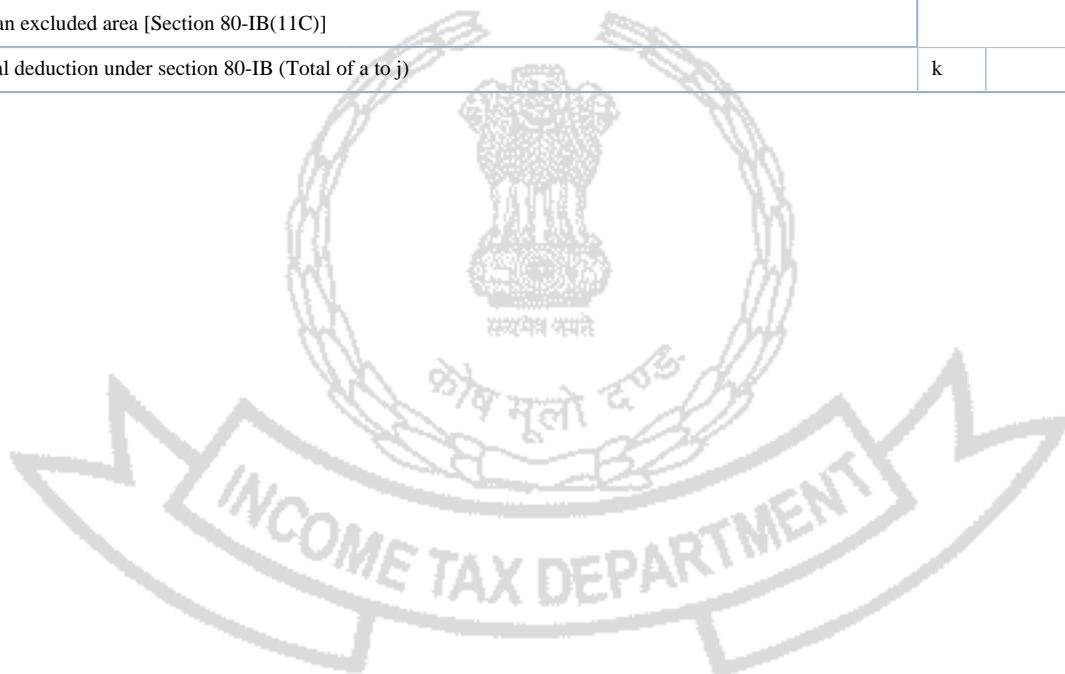 an excluded area [Section 80-IB(11C)]
al deduction under section 80-IB (Total of a to j)
k
सत्यमेव जयते
कोष मूलो दण्डः
INCOME TAX DEPARTMENT